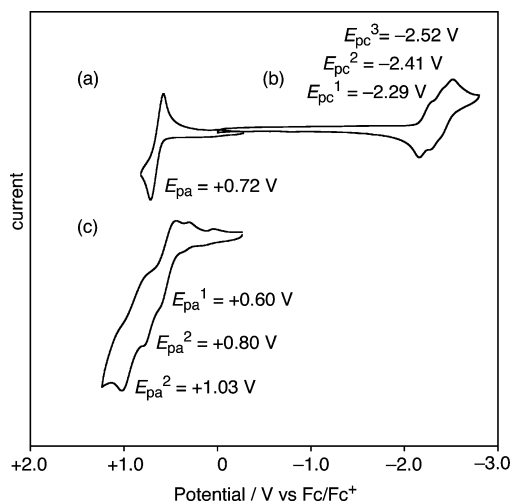 E_pc^3 = −2.52 V
(a)
(b)
E_pc^2 = −2.41 V
E_pc^1 = −2.29 V
E_pa = +0.72 V
current
(c)
E_pa^1 = +0.60 V
E_pa^2 = +0.80 V
E_pa^2 = +1.03 V
+2.0 +1.0 0 −1.0 −2.0 −3.0
Potential / V vs Fc/Fc⁺